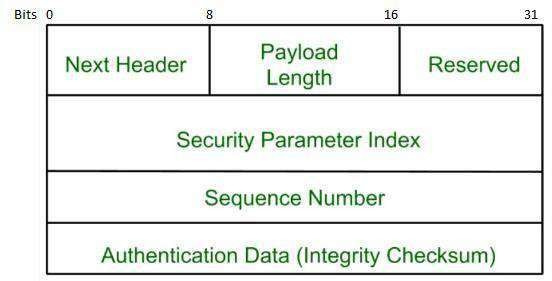 Bits 0 8 16 31
Next Header Payload Length Reserved
Security Parameter Index
Sequence Number
Authentication Data (Integrity Checksum)